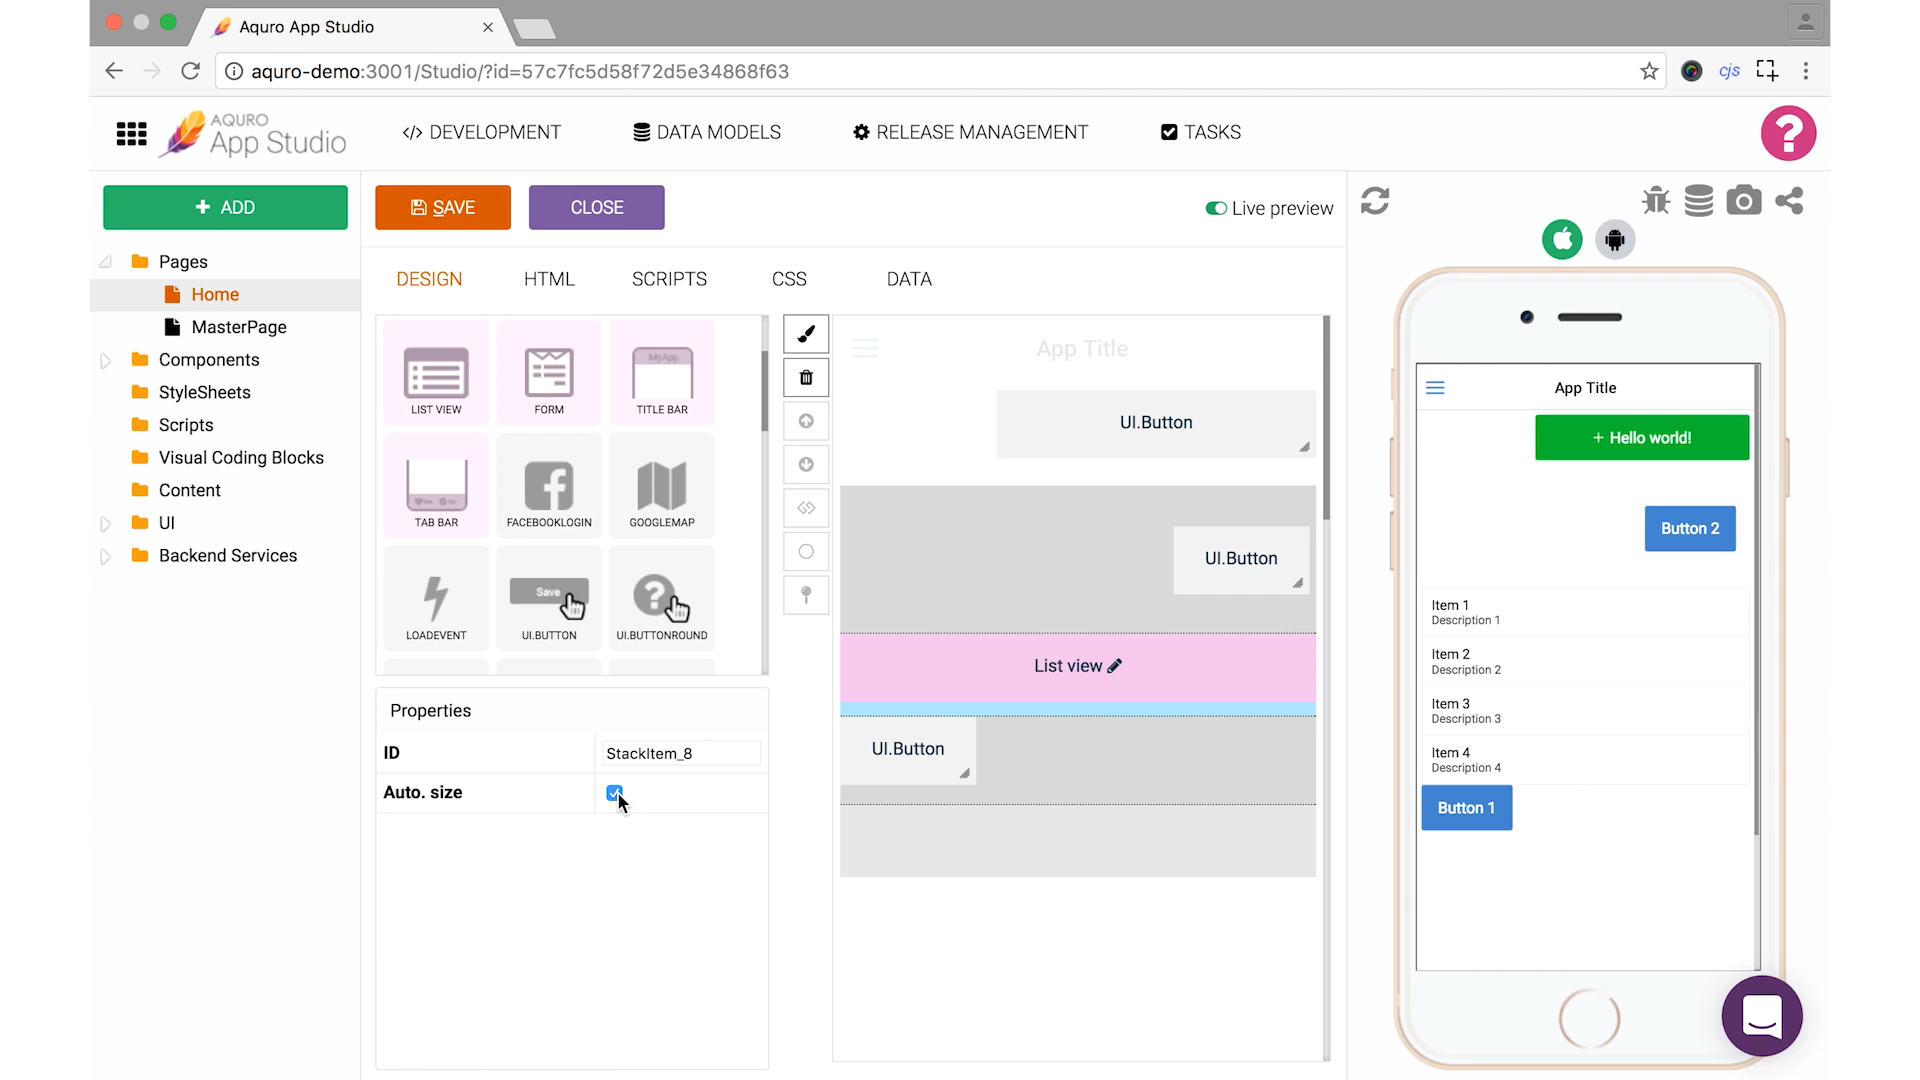 Aquro App Studio
aquro-demo:3001/Studio/?id=57c7fc5d58f72d5e34868f63
cjs
AQURO
App Studio
</> DEVELOPMENT
DATA MODELS
RELEASE MANAGEMENT
TASKS
?
+ ADD
SAVE
CLOSE
Live preview
Pages
Home
MasterPage
Components
StyleSheets
Scripts
Visual Coding Blocks
Content
UI
Backend Services
DESIGN
HTML
SCRIPTS
CSS
DATA
LIST VIEW
FORM
MyApp
TITLE BAR
TAB BAR
FACEBOOKLOGIN
GOOGLEMAP
LOADEVENT
Save
UI.BUTTON
?
UI.BUTTONROUND
Properties
ID
StackItem_8
Auto. size
App Title
UI.Button
UI.Button
List view
UI.Button
App Title
+ Hello world!
Button 2
Item 1
Description 1
Item 2
Description 2
Item 3
Description 3
Item 4
Description 4
Button 1